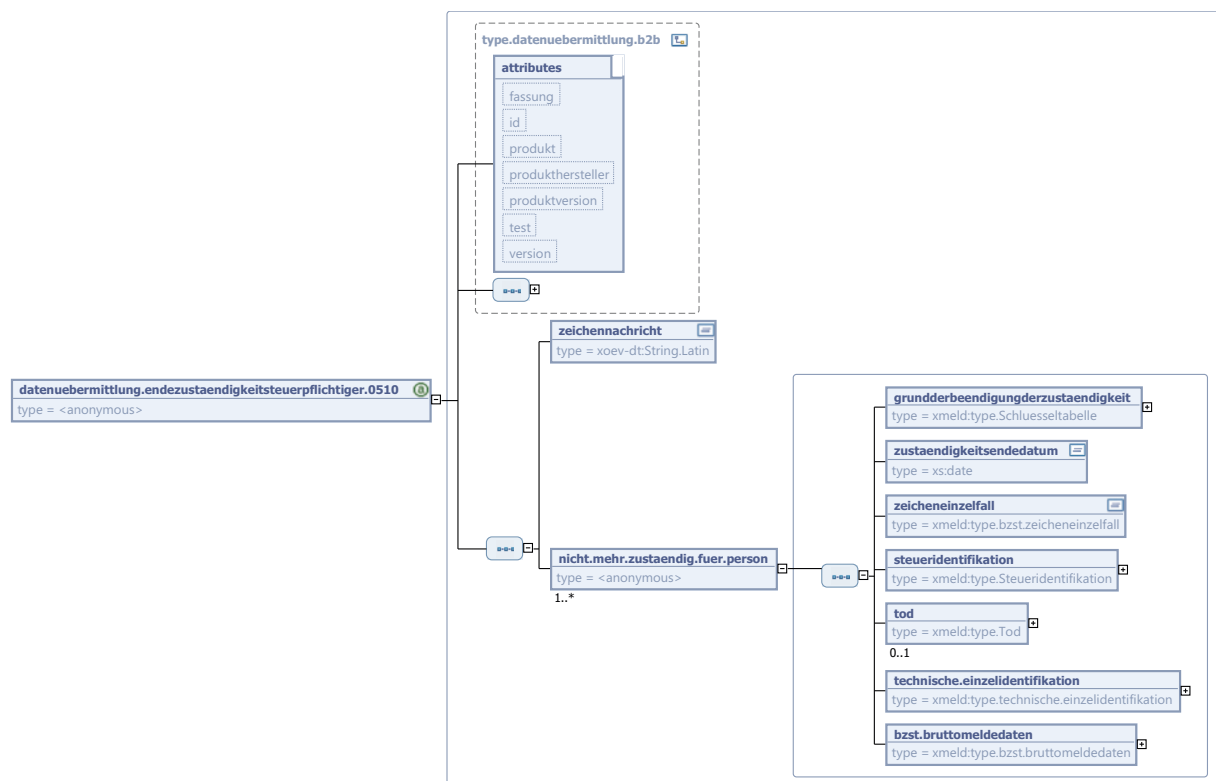 type.datenuebermittlung.b2b
attributes
fassung
id
produkt
produkthersteller
produktversion
test
version
zeichennachricht
type = xoev-dt:String.Latin
datenuebermittlung.endezustaendigkeitsteuerpflichtiger.0510
type = <anonymous>
nicht.mehr.zustaendig.fuer.person
type = <anonymous>
1..*
grundderbeendigungderzustaendigkeit
type = xmeld:type.Schluesseltabelle
zustaendigkeitsendedatum
type = xs:date
zeicheneinzelfall
type = xmeld:type.bzst.zeicheneinzelfall
steueridentifikation
type = xmeld:type.Steueridentifikation
tod
type = xmeld:type.Tod
0..1
technische.einzelidentifikation
type = xmeld:type.technische.einzelidentifikation
bzst.bruttomeldedaten
type = xmeld:type.bzst.bruttomeldedaten